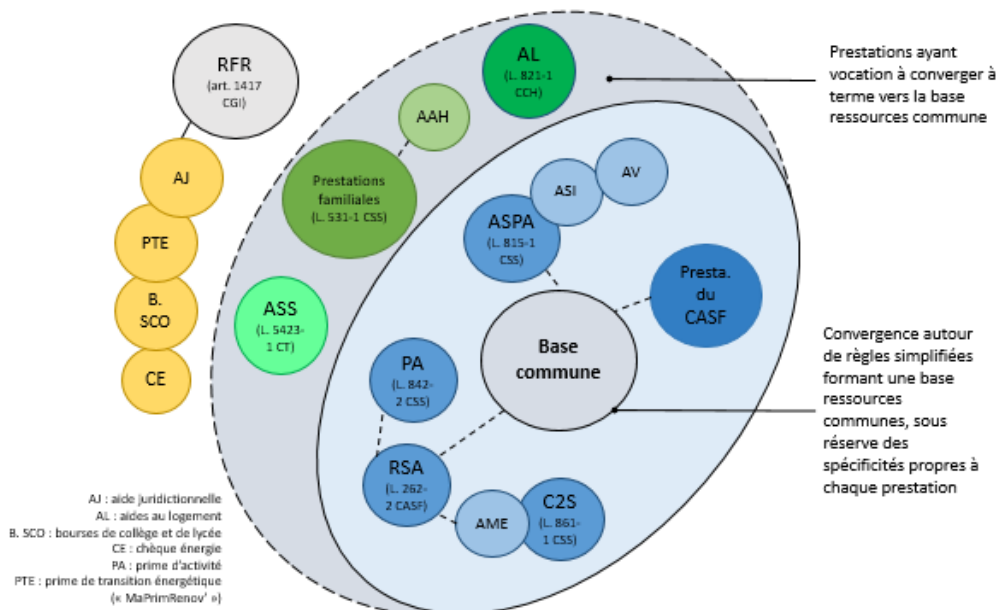 RFR
(art. 1417
CGI)
AJ
PTE
B.
SCO
CE
AL
(L. 821-1
CCH)
AAH
Prestations
familiales
(L. 531-1 CSS)
ASS
(L. 5423-
1 CT)
AV
ASI
ASPA
(L. 815-1
CSS)
Presta.
du
CASF
Base
commune
PA
(L. 842-
2 CSS)
RSA
(L. 262-
2 CASF)
AME
C2S
(L. 861-
1 CSS)
Prestations ayant
vocation à converger à
terme vers la base
ressources commune
Convergence autour
de règles simplifiées
formant une base
ressources
communes, sous
réserve des
spécificités propres à
chaque prestation
AJ : aide juridictionnelle
AL : aides au logement
B. SCO : bourses de collège et de lycée
CE : chèque énergie
PA : prime d'activité
PTE : prime de transition énergétique
(« MaPrimRenov' »)